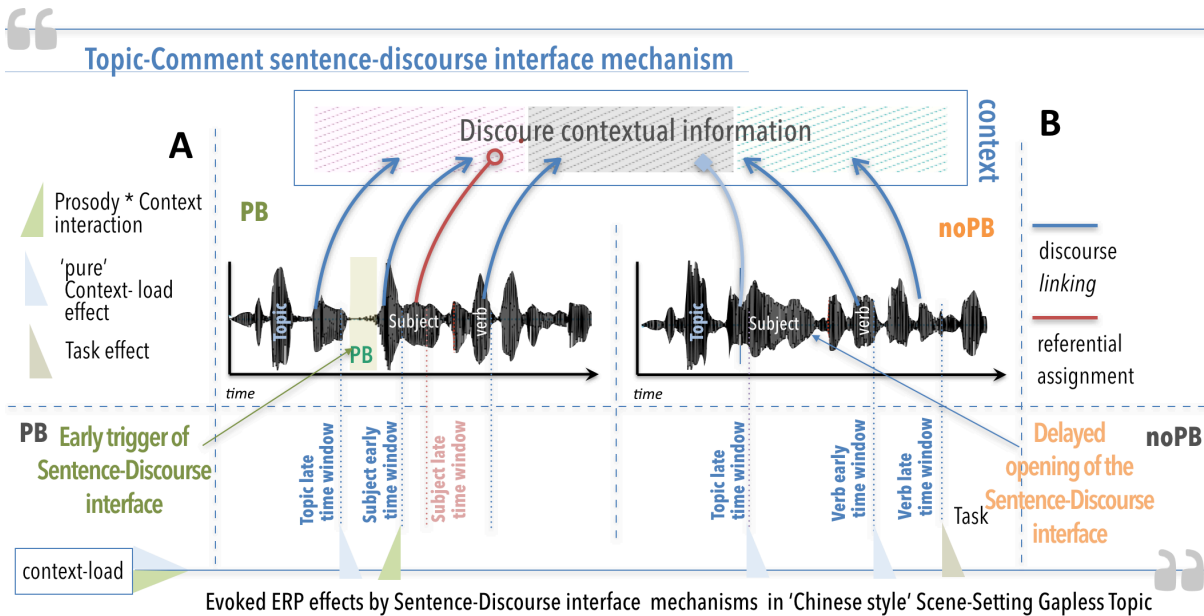 Topic-Comment sentence-discourse interface mechanism
Discoure contextual information
context
A
B
Prosody * Context
interaction
'pure'
Context- load
effect
Task effect
PB
noPB
discourse
linking
referential
assignment
Topic
PB
Subject
verb
time
Topic
Subject
verb
time
PB
Early trigger of
Sentence-Discourse
interface
Topic late
time window
Subject early
time window
Subject late
time window
Topic late
time window
Verb early
time window
Verb late
time window
Task
Delayed
opening of the
Sentence-Discourse
interface
noPB
context-load
Evoked ERP effects by Sentence-Discourse interface mechanisms in 'Chinese style' Scene-Setting Gapless Topic